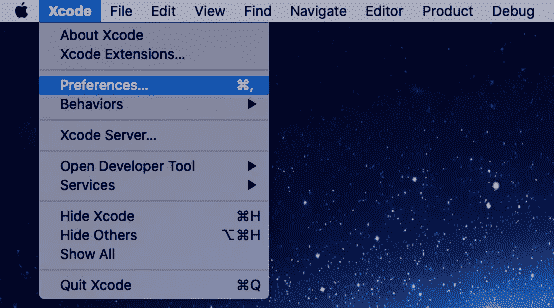 Xcode File Edit View Find Navigate Editor Product Debug
About Xcode
Xcode Extensions...
Preferences... ⌘,
Behaviors ▶
Xcode Server...
Open Developer Tool ▶
Services ▶
Hide Xcode ⌘H
Hide Others ⌥⌘H
Show All
Quit Xcode ⌘Q